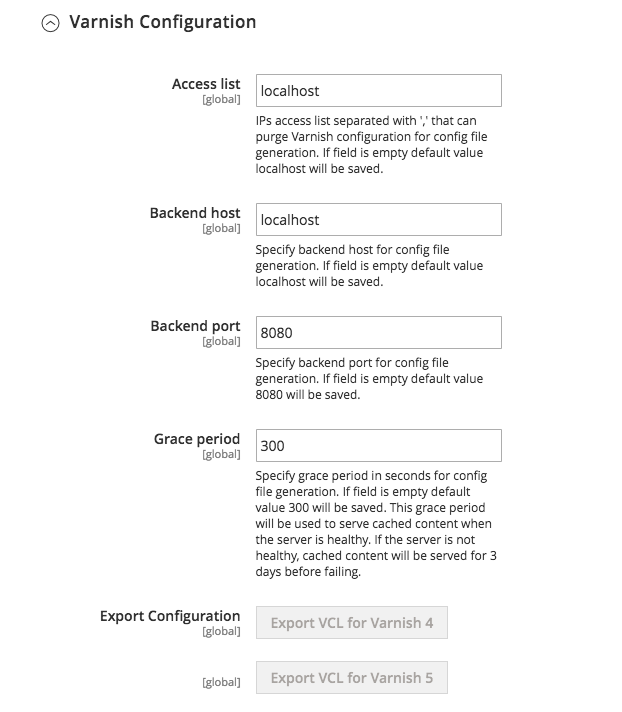 Varnish Configuration
Access list
[global]
localhost
IPs access list separated with ',' that can
purge Varnish configuration for config file
generation. If field is empty default value
localhost will be saved.
Backend host
[global]
localhost
Specify backend host for config file
generation. If field is empty default value
localhost will be saved.
Backend port
[global]
8080
Specify backend port for config file
generation. If field is empty default value
8080 will be saved.
Grace period
[global]
300
Specify grace period in seconds for config
file generation. If field is empty default
value 300 will be saved. This grace period
will be used to serve cached content when
the server is healthy. If the server is not
healthy, cached content will be served for 3
days before failing.
Export Configuration
[global]
Export VCL for Varnish 4
[global]
Export VCL for Varnish 5